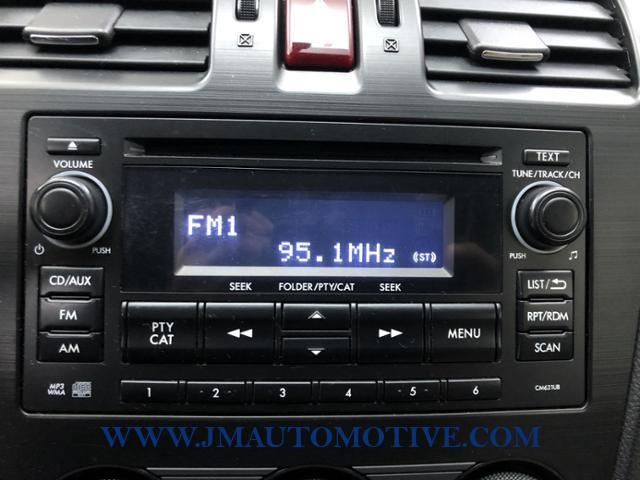 VOLUME
TEXT
TUNE/TRACK/CH
FM1
95.1MHz (ST)
PUSH
PUSH
SEEK FOLDER/PTY/CAT SEEK
CD/AUX
LIST/
FM
PTY CAT
MENU
RPT/RDM
AM
SCAN
MP3 WMA
1 2 3 4 5 6
CM621UB
WWW.JMAUTOMOTIVE.COM